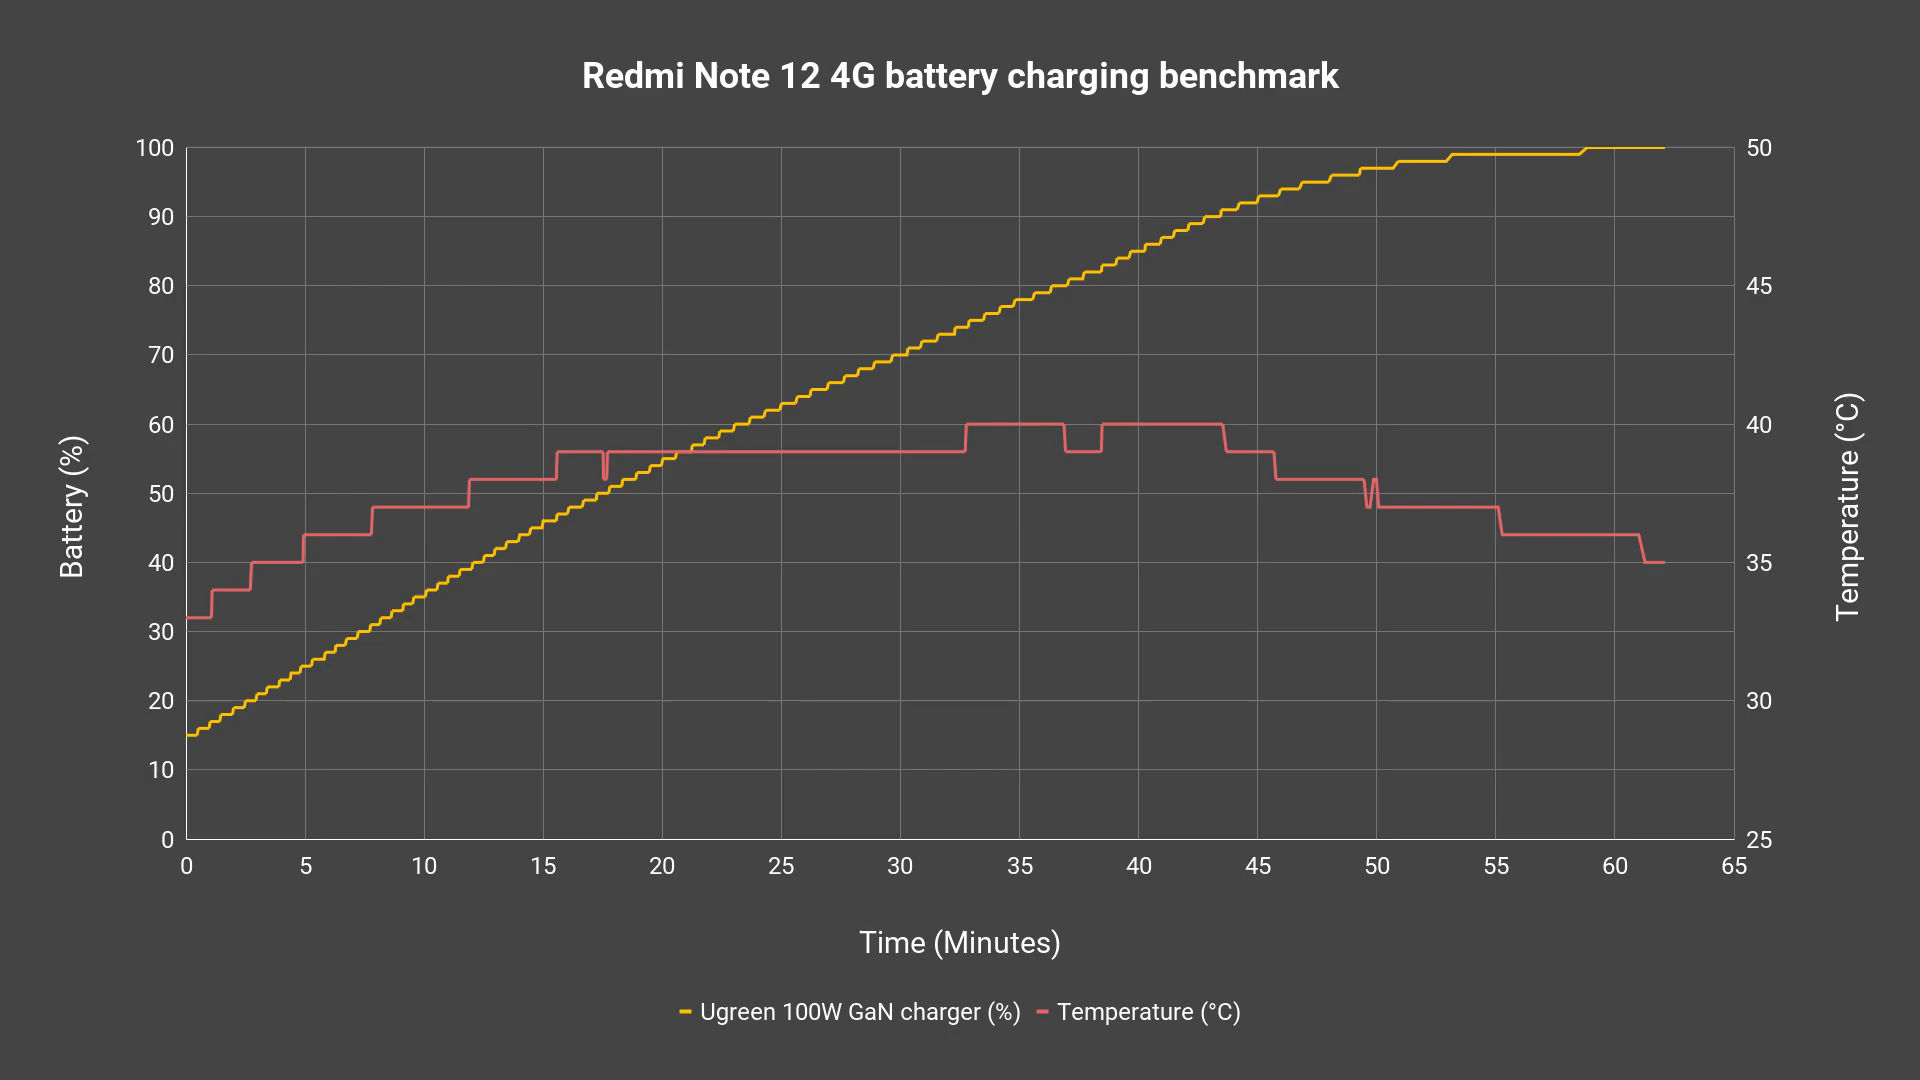 Redmi Note 12 4G battery charging benchmark
100
90
80
70
60
50
40
30
20
10
0
Battery (%)
50
45
40
35
30
25
Temperature (°C)
0 5 10 15 20 25 30 35 40 45 50 55 60 65
Time (Minutes)
Ugreen 100W GaN charger (%) Temperature (°C)